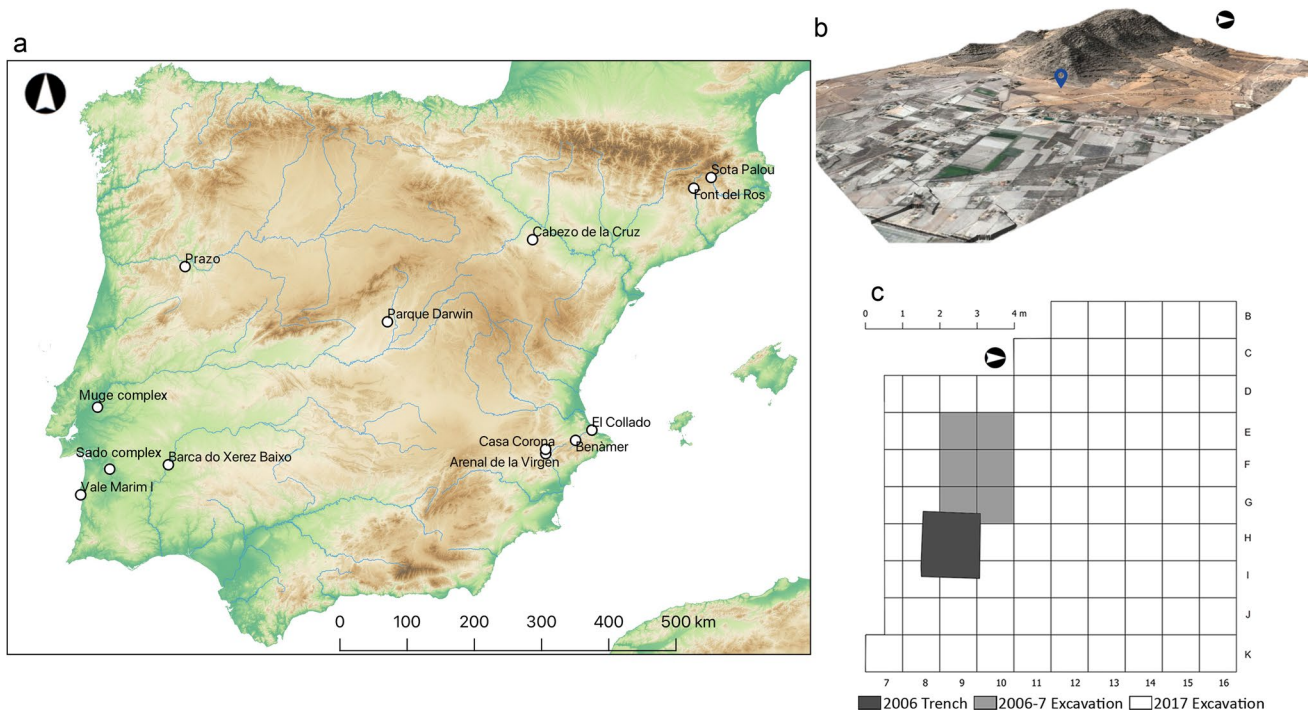 a
Sota Palou
Font del Ros
Cabezo de la Cruz
Prazo
Parque Darwin
Muge complex
El Collado
Casa Corona
Benàmer
Sado complex
Barca do Xerez Baixo
Arenal de la Virgen
Vale Marim I
0 100 200 300 400 500 km
b
c
0 1 2 3 4 m
B
C
D
E
F
G
H
I
J
K
7 8 9 10 11 12 13 14 15 16
2006 Trench 2006-7 Excavation 2017 Excavation